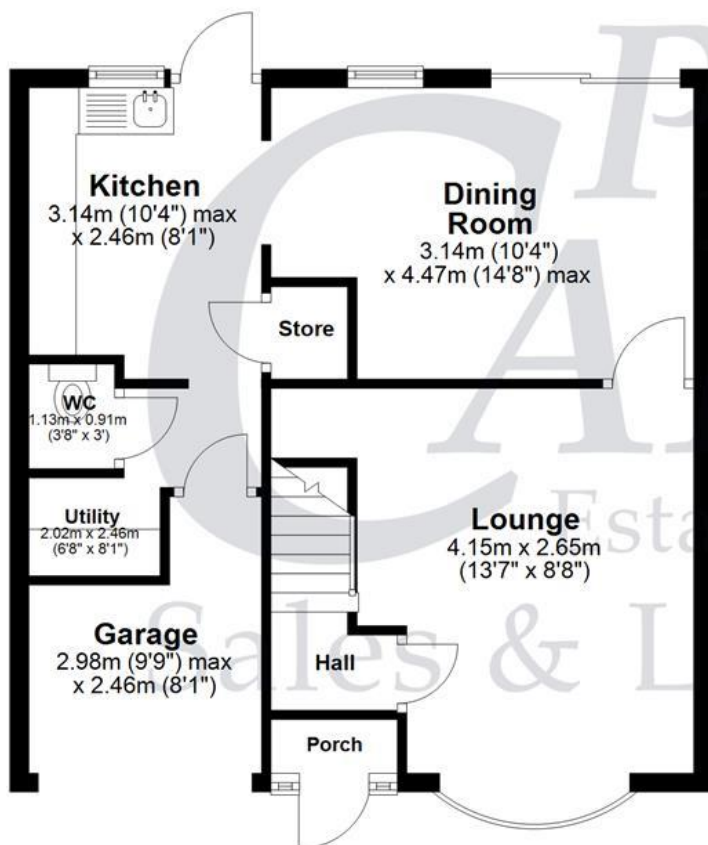 Kitchen
3.14m (10'4") max
x 2.46m (8'1")
Dining
Room
3.14m (10'4")
x 4.47m (14'8") max
Store
WC
1.13m x 0.91m
(3'8" x 3')
Utility
2.02m x 2.46m
(6'8" x 8'1")
Lounge
4.15m x 2.65m
(13'7" x 8'8")
Garage
2.98m (9'9") max
x 2.46m (8'1")
Hall
Porch
C
P
A
Esta
Sales & L